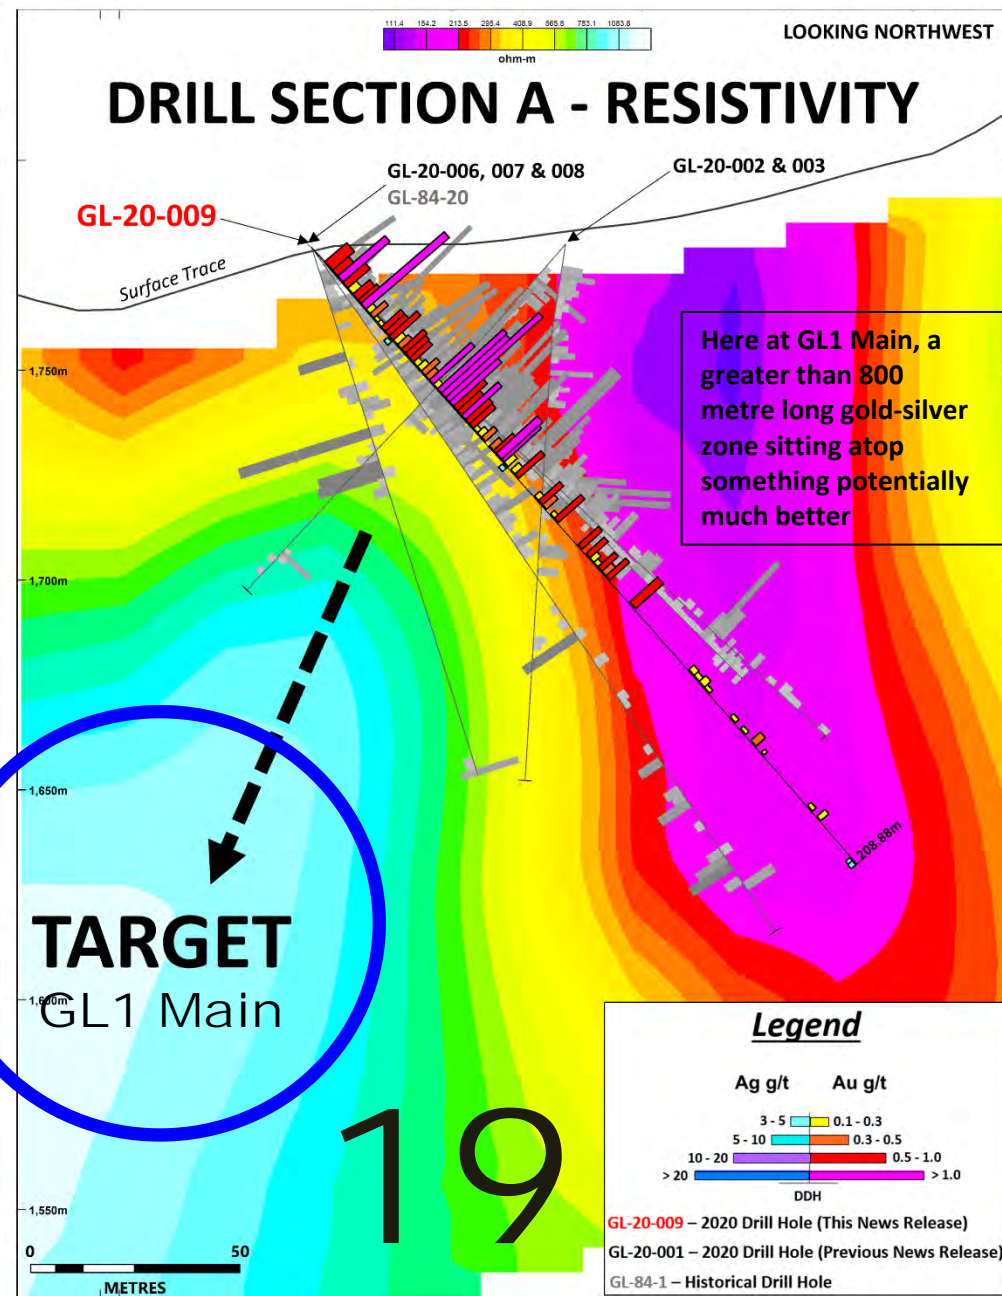 111.4 154.2 213.5 295.4 408.9 565.8 783.1 1083.8
ohm-m
LOOKING NORTHWEST
DRILL SECTION A - RESISTIVITY
GL-20-006, 007 & 008
GL-84-20
GL-20-002 & 003
GL-20-009
Surface Trace
Here at GL1 Main, a
greater than 800
metre long gold-silver
zone sitting atop
something potentially
much better
1,750m
1,700m
1,650m
208.88m
TARGET
GL1 Main
1,600m
19
1,550m
0 50
METRES
Legend
Ag g/t Au g/t
3 - 5 0.1 - 0.3
5 - 10 0.3 - 0.5
10 - 20 0.5 - 1.0
> 20 > 1.0
DDH
GL-20-009 – 2020 Drill Hole (This News Release)
GL-20-001 – 2020 Drill Hole (Previous News Release)
GL-84-1 – Historical Drill Hole